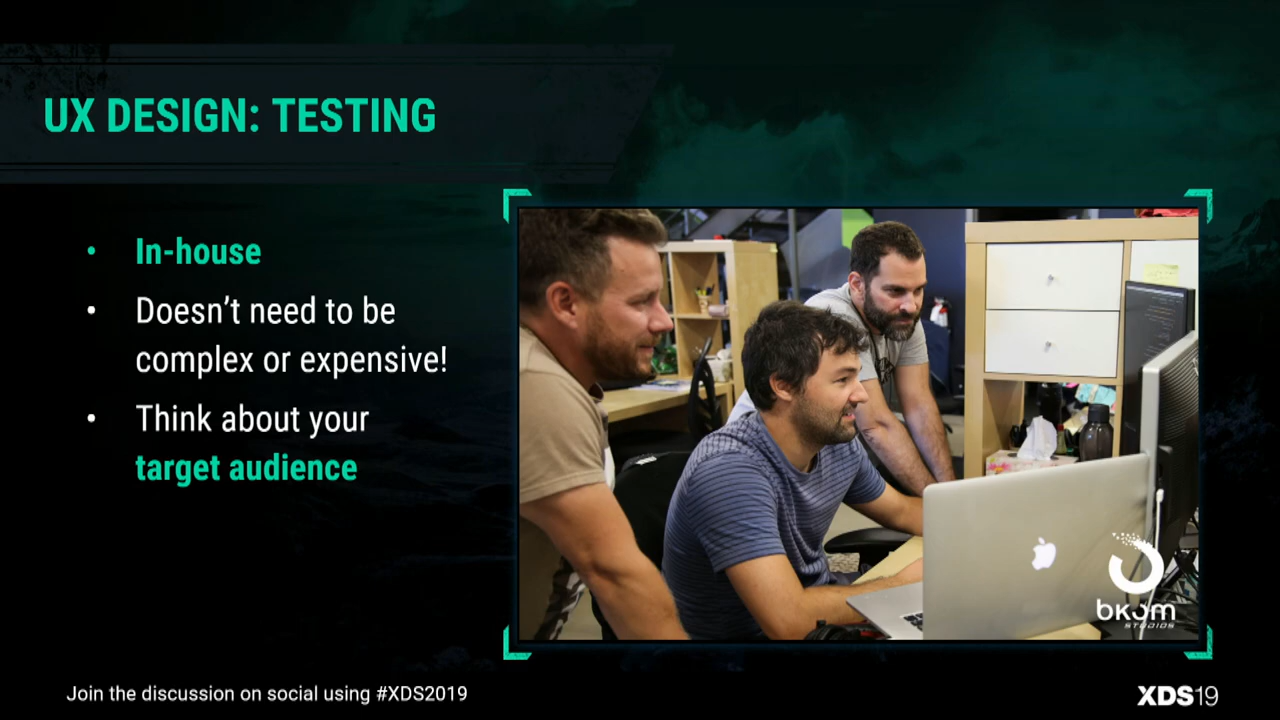 UX DESIGN: TESTING
• In-house
• Doesn’t need to be
complex or expensive!
• Think about your
target audience
bkom
STUDIOS
Join the discussion on social using #XDS2019
XDS19